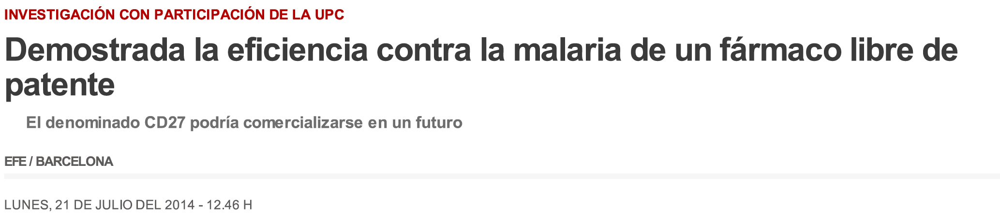 INVESTIGACIÓN CON PARTICIPACIÓN DE LA UPC
Demostrada la eficiencia contra la malaria de un fármaco libre de
patente
El denominado CD27 podría comercializarse en un futuro
EFE / BARCELONA
LUNES, 21 DE JULIO DEL 2014 - 12.46 H